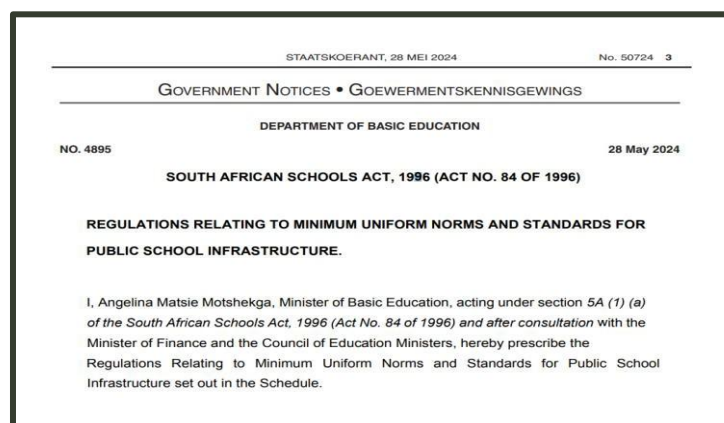 STAATSKOERANT, 28 MEI 2024 No. 50724 3
GOVERNMENT NOTICES • GOEWERMENTSKENNISGEWINGS
DEPARTMENT OF BASIC EDUCATION
NO. 4895 28 May 2024
SOUTH AFRICAN SCHOOLS ACT, 1996 (ACT NO. 84 OF 1996)
REGULATIONS RELATING TO MINIMUM UNIFORM NORMS AND STANDARDS FOR
PUBLIC SCHOOL INFRASTRUCTURE.
I, Angelina Matsie Motshekga, Minister of Basic Education, acting under section 5A (1) (a)
of the South African Schools Act, 1996 (Act No. 84 of 1996) and after consultation with the
Minister of Finance and the Council of Education Ministers, hereby prescribe the
Regulations Relating to Minimum Uniform Norms and Standards for Public School
Infrastructure set out in the Schedule.